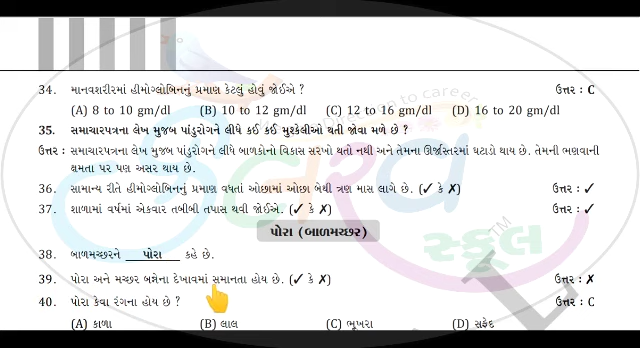 34. માનવશરીરમાં હીમોગ્લોબિનનું પ્રમાણ કેટલું હોવું જોઈએ ? ઉત્તર : C
(A) 8 to 10 gm/dl (B) 10 to 12 gm/dl (C) 12 to 16 gm/dl (D) 16 to 20 gm/dl
35. સમાચારપત્રના લેખ મુજબ પાંડુરોગને લીધે કઈ કઈ મુશ્કેલીઓ થતી જોવા મળે છે ?
ઉત્તર : સમાચારપત્રના લેખ મુજબ પાંડુરોગને લીધે બાળકોનો વિકાસ સરખો થતો નથી અને તેમના ઊર્જાસ્તરમાં ઘટાડો થાય છે. તેમની ભણવાની
ક્ષમતા પર પણ અસર થાય છે.
36. સામાન્ય રીતે હીમોગ્લોબિનનું પ્રમાણ વધતાં ઓછામાં ઓછા બેથી ત્રણ માસ લાગે છે. (✓ કે ✗) ઉત્તર : ✓
37. શાળામાં વર્ષમાં એકવાર તબીબી તપાસ થવી જોઈએ. (✓ કે ✗) ઉત્તર : ✓
પોરા (બાળમચ્છર)
38. બાળમચ્છરને પોરા કહે છે.
39. પોરા અને મચ્છર બન્નેના દેખાવમાં સમાનતા હોય છે. (✓ કે ✗) ઉત્તર : ✗
40. પોરા કેવા રંગના હોય છે ? ઉત્તર : C
(A) કાળા (B) લાલ (C) ભૂખરા (D) સફેદ
to career
સ્કૂલ
TM